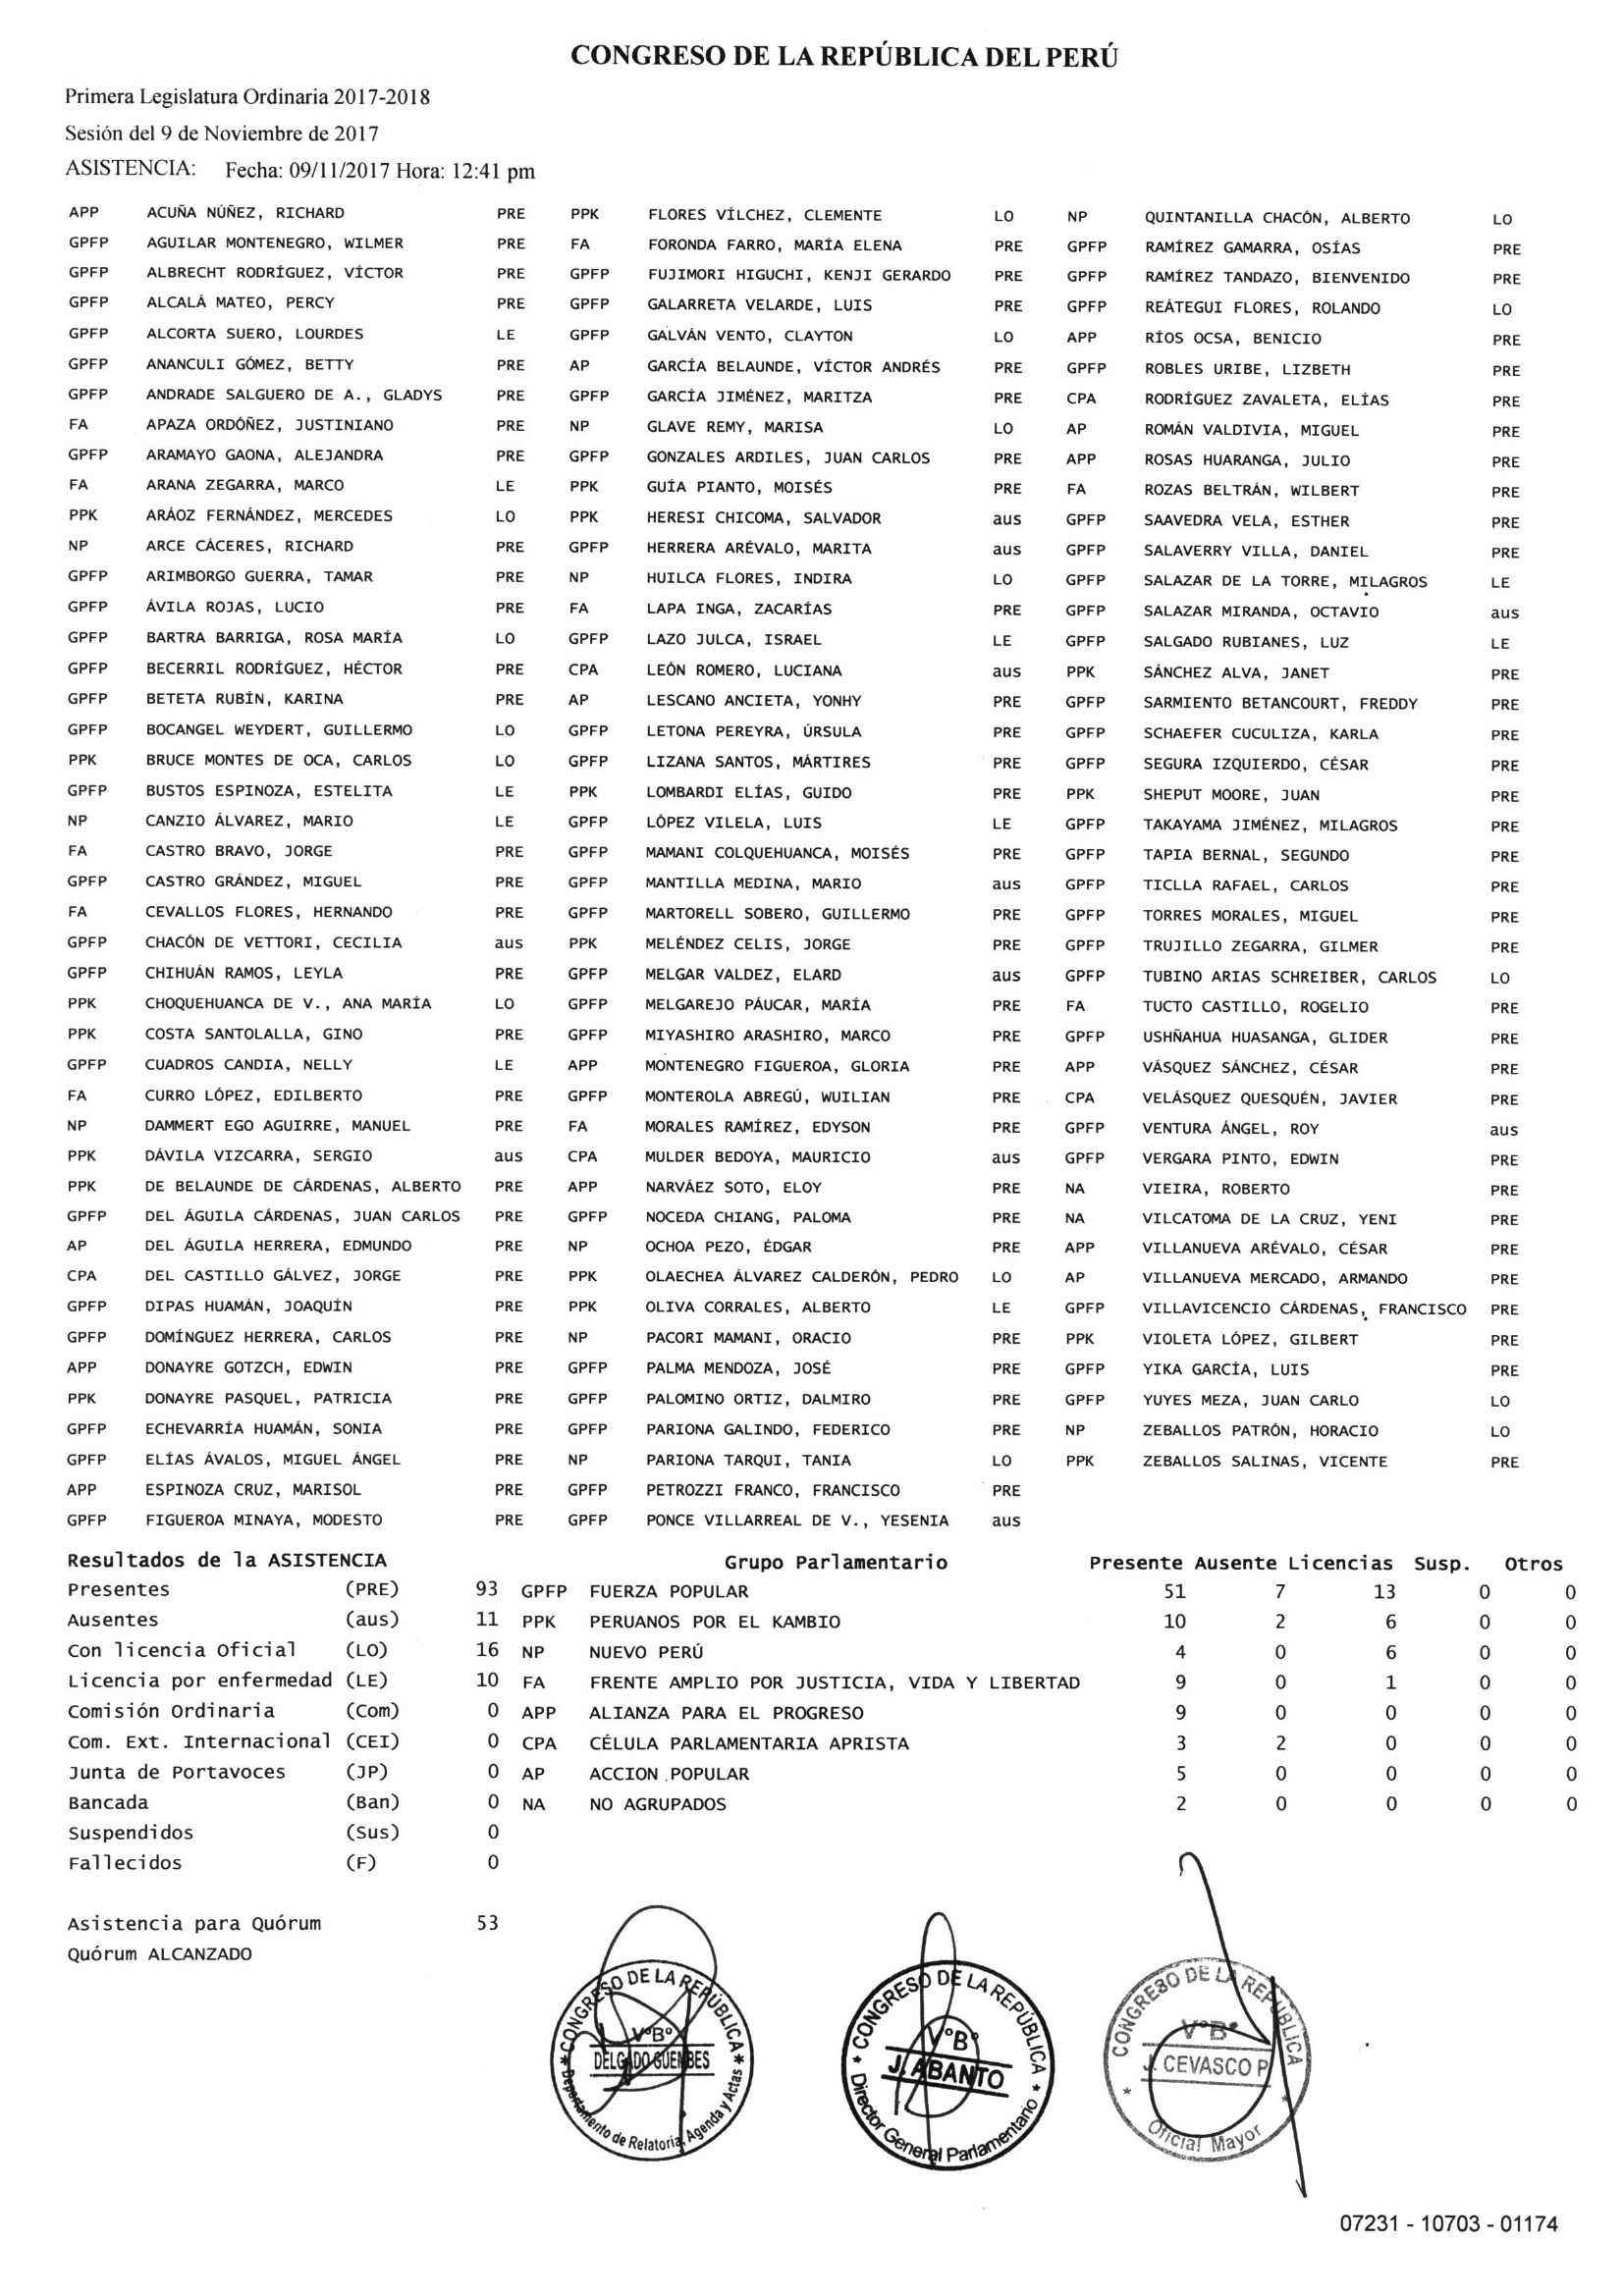 CONGRESO DE LA REPÚBLICA DEL PERÚ
Primera Legislatura Ordinaria 2017-2018
Sesión del 9 de Noviembre de 2017
ASISTENCIA: Fecha: 09/11/2017 Hora: 12:41 pm
APP ACUÑA NÚÑEZ, RICHARD PRE PPK FLORES VÍLCHEZ, CLEMENTE LO NP QUINTANILLA CHACÓN, ALBERTO LO
GPFP AGUILAR MONTENEGRO, WILMER PRE FA FORONDA FARRO, MARÍA ELENA PRE GPFP RAMÍREZ GAMARRA, OSÍAS PRE
GPFP ALBRECHT RODRÍGUEZ, VÍCTOR PRE GPFP FUJIMORI HIGUCHI, KENJI GERARDO PRE GPFP RAMÍREZ TANDAZO, BIENVENIDO PRE
GPFP ALCALÁ MATEO, PERCY PRE GPFP GALARRETA VELARDE, LUIS PRE GPFP REÁTEGUI FLORES, ROLANDO LO
GPFP ALCORTA SUERO, LOURDES LE GPFP GALVÁN VENTO, CLAYTON LO APP RÍOS OCSA, BENICIO PRE
GPFP ANANCULI GÓMEZ, BETTY PRE AP GARCÍA BELAUNDE, VÍCTOR ANDRÉS PRE GPFP ROBLES URIBE, LIZBETH PRE
GPFP ANDRADE SALGUERO DE A., GLADYS PRE GPFP GARCÍA JIMÉNEZ, MARITZA PRE CPA RODRÍGUEZ ZAVALETA, ELÍAS PRE
FA APAZA ORDÓÑEZ, JUSTINIANO PRE NP GLAVE REMY, MARISA LO AP ROMÁN VALDIVIA, MIGUEL PRE
GPFP ARAMAYO GAONA, ALEJANDRA PRE GPFP GONZALES ARDILES, JUAN CARLOS PRE APP ROSAS HUARANGA, JULIO PRE
FA ARANA ZEGARRA, MARCO LE PPK GUÍA PIANTO, MOISÉS PRE FA ROZAS BELTRÁN, WILBERT PRE
PPK ARÁOZ FERNÁNDEZ, MERCEDES LO PPK HERESI CHICOMA, SALVADOR aus GPFP SAAVEDRA VELA, ESTHER PRE
NP ARCE CÁCERES, RICHARD PRE GPFP HERRERA ARÉVALO, MARITA aus GPFP SALAVERRY VILLA, DANIEL PRE
GPFP ARIMBORGO GUERRA, TAMAR PRE NP HUILCA FLORES, INDIRA LO GPFP SALAZAR DE LA TORRE, MILAGROS LE
GPFP ÁVILA ROJAS, LUCIO PRE FA LAPA INGA, ZACARÍAS PRE GPFP SALAZAR MIRANDA, OCTAVIO aus
GPFP BARTRA BARRIGA, ROSA MARÍA LO GPFP LAZO JULCA, ISRAEL LE GPFP SALGADO RUBIANES, LUZ LE
GPFP BECERRIL RODRÍGUEZ, HÉCTOR PRE CPA LEÓN ROMERO, LUCIANA aus PPK SÁNCHEZ ALVA, JANET PRE
GPFP BETETA RUBÍN, KARINA PRE AP LESCANO ANCIETA, YONHY PRE GPFP SARMIENTO BETANCOURT, FREDDY PRE
GPFP BOCANGEL WEYDERT, GUILLERMO LO GPFP LETONA PEREYRA, ÚRSULA PRE GPFP SCHAEFER CUCULIZA, KARLA PRE
PPK BRUCE MONTES DE OCA, CARLOS LO GPFP LIZANA SANTOS, MÁRTIRES PRE GPFP SEGURA IZQUIERDO, CÉSAR PRE
GPFP BUSTOS ESPINOZA, ESTELITA LE PPK LOMBARDI ELÍAS, GUIDO PRE PPK SHEPUT MOORE, JUAN PRE
NP CANZIO ÁLVAREZ, MARIO LE GPFP LÓPEZ VILELA, LUIS LE GPFP TAKAYAMA JIMÉNEZ, MILAGROS PRE
FA CASTRO BRAVO, JORGE PRE GPFP MAMANI COLQUEHUANCA, MOISÉS PRE GPFP TAPIA BERNAL, SEGUNDO PRE
GPFP CASTRO GRÁNDEZ, MIGUEL PRE GPFP MANTILLA MEDINA, MARIO aus GPFP TICLLA RAFAEL, CARLOS PRE
FA CEVALLOS FLORES, HERNANDO PRE GPFP MARTORELL SOBERO, GUILLERMO PRE GPFP TORRES MORALES, MIGUEL PRE
GPFP CHACÓN DE VETTORI, CECILIA aus PPK MELÉNDEZ CELIS, JORGE PRE GPFP TRUJILLO ZEGARRA, GILMER PRE
GPFP CHIHUÁN RAMOS, LEYLA PRE GPFP MELGAR VALDEZ, ELARD aus GPFP TUBINO ARIAS SCHREIBER, CARLOS LO
PPK CHOQUEHUANCA DE V., ANA MARÍA LO GPFP MELGAREJO PÁUCAR, MARÍA PRE FA TUCTO CASTILLO, ROGELIO PRE
PPK COSTA SANTOLALLA, GINO PRE GPFP MIYASHIRO ARASHIRO, MARCO PRE GPFP USHÑAHUA HUASANGA, GLIDER PRE
GPFP CUADROS CANDIA, NELLY LE APP MONTENEGRO FIGUEROA, GLORIA PRE APP VÁSQUEZ SÁNCHEZ, CÉSAR PRE
FA CURRO LÓPEZ, EDILBERTO PRE GPFP MONTEROLA ABREGÚ, WUILIAN PRE CPA VELÁSQUEZ QUESQUÉN, JAVIER PRE
NP DAMMERT EGO AGUIRRE, MANUEL PRE FA MORALES RAMÍREZ, EDYSON PRE GPFP VENTURA ÁNGEL, ROY aus
PPK DÁVILA VIZCARRA, SERGIO aus CPA MULDER BEDOYA, MAURICIO aus GPFP VERGARA PINTO, EDWIN PRE
PPK DE BELAUNDE DE CÁRDENAS, ALBERTO PRE APP NARVÁEZ SOTO, ELOY PRE NA VIEIRA, ROBERTO PRE
GPFP DEL ÁGUILA CÁRDENAS, JUAN CARLOS PRE GPFP NOCEDA CHIANG, PALOMA PRE NA VILCATOMA DE LA CRUZ, YENI PRE
AP DEL ÁGUILA HERRERA, EDMUNDO PRE NP OCHOA PEZO, ÉDGAR PRE APP VILLANUEVA ARÉVALO, CÉSAR PRE
CPA DEL CASTILLO GÁLVEZ, JORGE PRE PPK OLAECHEA ÁLVAREZ CALDERÓN, PEDRO LO AP VILLANUEVA MERCADO, ARMANDO PRE
GPFP DIPAS HUAMÁN, JOAQUÍN PRE PPK OLIVA CORRALES, ALBERTO LE GPFP VILLAVICENCIO CÁRDENAS, FRANCISCO PRE
GPFP DOMÍNGUEZ HERRERA, CARLOS PRE NP PACORI MAMANI, ORACIO PRE PPK VIOLETA LÓPEZ, GILBERT PRE
APP DONAYRE GOTZCH, EDWIN PRE GPFP PALMA MENDOZA, JOSÉ PRE GPFP YIKA GARCÍA, LUIS PRE
PPK DONAYRE PASQUEL, PATRICIA PRE GPFP PALOMINO ORTIZ, DALMIRO PRE GPFP YUYES MEZA, JUAN CARLO LO
GPFP ECHEVARRÍA HUAMÁN, SONIA PRE GPFP PARIONA GALINDO, FEDERICO PRE NP ZEBALLOS PATRÓN, HORACIO LO
GPFP ELÍAS ÁVALOS, MIGUEL ÁNGEL PRE NP PARIONA TARQUI, TANIA LO PPK ZEBALLOS SALINAS, VICENTE PRE
APP ESPINOZA CRUZ, MARISOL PRE GPFP PETROZZI FRANCO, FRANCISCO PRE
GPFP FIGUEROA MINAYA, MODESTO PRE GPFP PONCE VILLARREAL DE V., YESENIA aus
Resultados de la ASISTENCIA Grupo Parlamentario Presente Ausente Licencias Susp. Otros
Presentes (PRE) 93 GPFP FUERZA POPULAR 51 7 13 0 0
Ausentes (aus) 11 PPK PERUANOS POR EL KAMBIO 10 2 6 0 0
Con licencia Oficial (LO) 16 NP NUEVO PERÚ 4 0 6 0 0
Licencia por enfermedad (LE) 10 FA FRENTE AMPLIO POR JUSTICIA, VIDA Y LIBERTAD 9 0 1 0 0
Comisión Ordinaria (Com) 0 APP ALIANZA PARA EL PROGRESO 9 0 0 0 0
Com. Ext. Internacional (CEI) 0 CPA CÉLULA PARLAMENTARIA APRISTA 3 2 0 0 0
Junta de Portavoces (JP) 0 AP ACCION POPULAR 5 0 0 0 0
Bancada (Ban) 0 NA NO AGRUPADOS 2 0 0 0 0
Suspendidos (Sus) 0
Fallecidos (F) 0
Asistencia para Quórum 53
Quórum ALCANZADO
CONGRESO DE LA REPÚBLICA
V°B°
DELGADO GÜEMBES
Departamento de Relatoría, Agenda y Actas
CONGRESO DE LA REPÚBLICA
V°B°
J. ABANTO
Director General Parlamentario
CONGRESO DE LA REPÚBLICA
V°B°
J. CEVASCO P
Oficial Mayor
07231 - 10703 - 01174